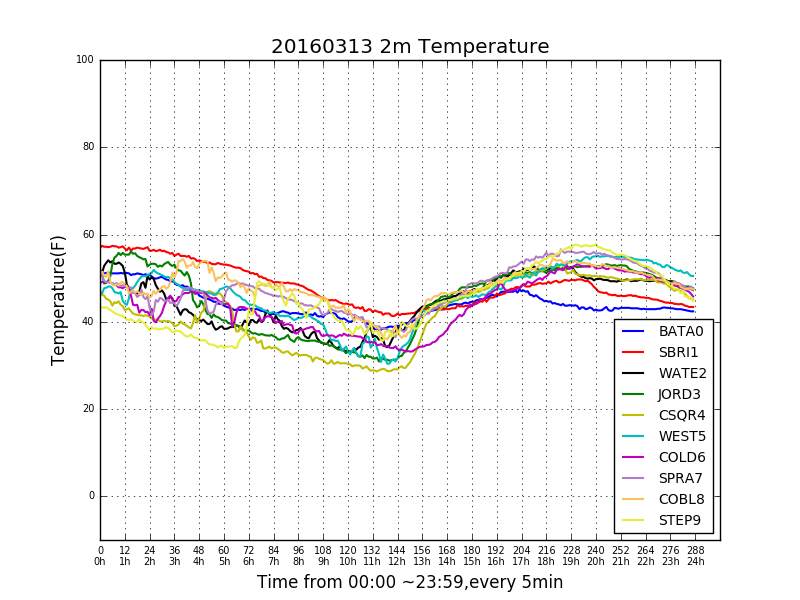 20160313 2m Temperature
100
80
60
40
20
0
Temperature(F)
BATA0
SBRI1
WATE2
JORD3
CSQR4
WEST5
COLD6
SPRA7
COBL8
STEP9
0 12 24 36 48 60 72 84 96 108 120 132 144 156 168 180 192 204 216 228 240 252 264 276 288
0h 1h 2h 3h 4h 5h 6h 7h 8h 9h 10h 11h 12h 13h 14h 15h 16h 17h 18h 19h 20h 21h 22h 23h 24h
Time from 00:00 ~23:59,every 5min